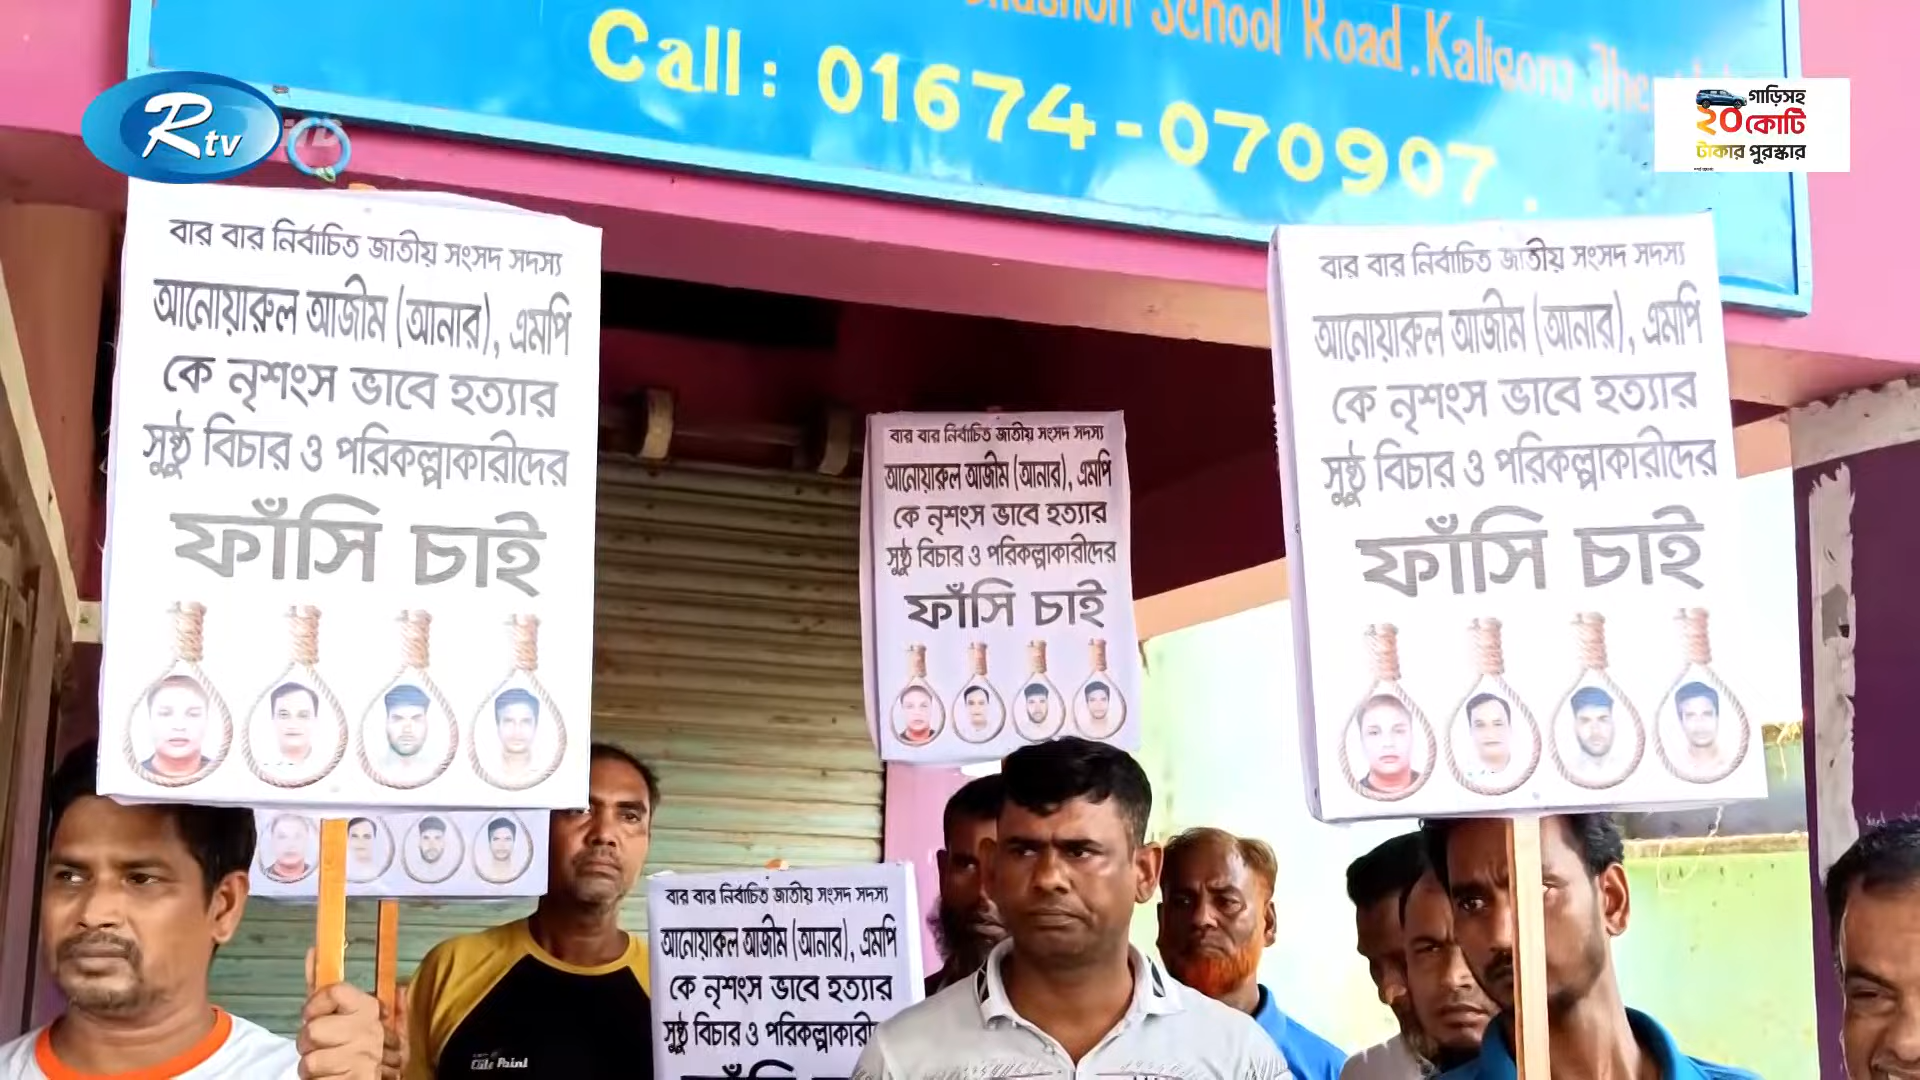 School Road. Kaligonj
Call : 01674-070907.
Rtv
গাড়িসহ
২০ কোটি
টাকার পুরস্কার
বার বার নির্বাচিত জাতীয় সংসদ সদস্য
আনোয়ারুল আজীম (আনার), এমপি
কে নৃশংস ভাবে হত্যার
সুষ্ঠু বিচার ও পরিকল্পাকারীদের
ফাঁসি চাই
বার বার নির্বাচিত জাতীয় সংসদ সদস্য
আনোয়ারুল আজীম (আনার), এমপি
কে নৃশংস ভাবে হত্যার
সুষ্ঠু বিচার ও পরিকল্পাকারীদের
ফাঁসি চাই
বার বার নির্বাচিত জাতীয় সংসদ সদস্য
আনোয়ারুল আজীম (আনার), এমপি
কে নৃশংস ভাবে হত্যার
সুষ্ঠু বিচার ও পরিকল্পাকারীদের
ফাঁসি চাই
বার বার নির্বাচিত জাতীয় সংসদ সদস্য
আনোয়ারুল আজীম (আনার), এমপি
কে নৃশংস ভাবে হত্যার
সুষ্ঠু বিচার ও